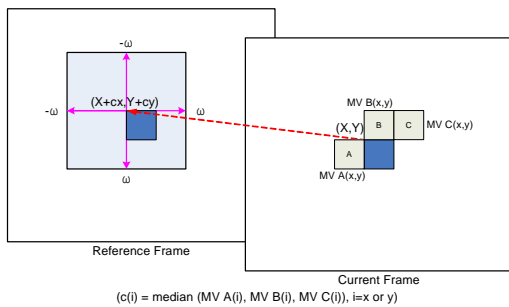 -ω
-ω
(X+cx,Y+cy)
ω
ω
Reference Frame
MV B(x,y)
(X,Y)
B
C
MV C(x,y)
A
MV A(x,y)
Current Frame
(c(i) = median (MV A(i), MV B(i), MV C(i)), i=x or y)